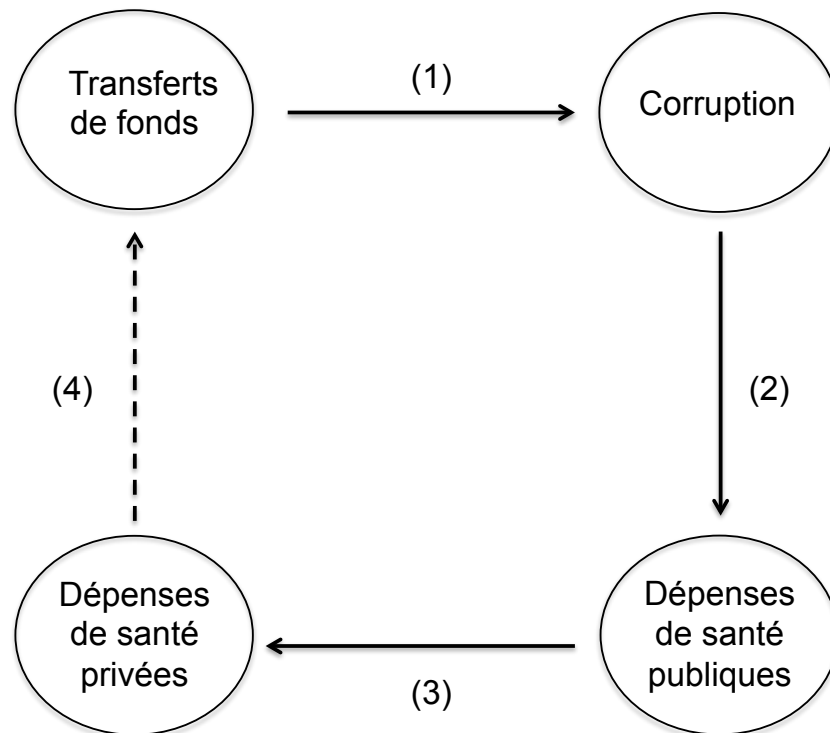 Transferts
de fonds
(1)
Corruption
(4)
(2)
Dépenses
de santé
privées
(3)
Dépenses
de santé
publiques